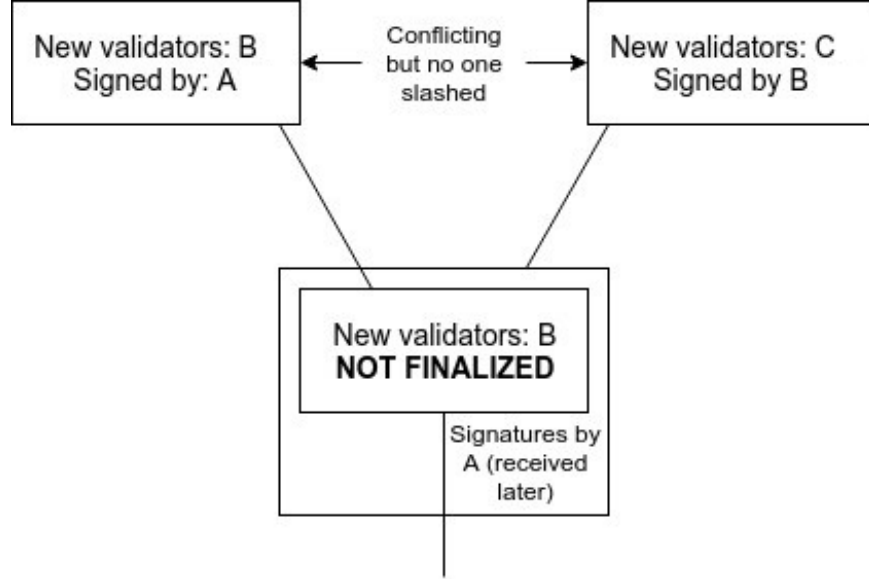 New validators: B
Signed by: A
Conflicting
but no one
slashed
New validators: C
Signed by B
New validators: B
NOT FINALIZED
Signatures by
A (received
later)